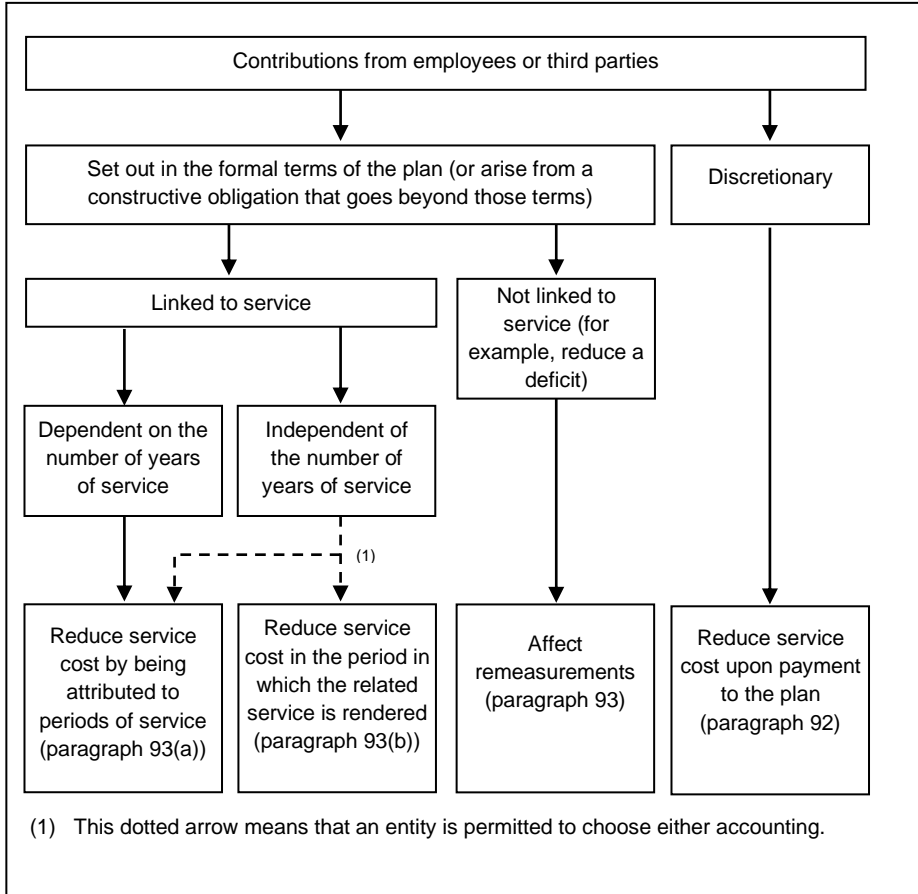 Contributions from employees or third parties
Set out in the formal terms of the plan (or arise from a
constructive obligation that goes beyond those terms)
Discretionary
Linked to service
Not linked to
service (for
example, reduce a
deficit)
Dependent on the
number of years
of service
Independent of
the number of
years of service
(1)
Reduce service
cost by being
attributed to
periods of service
(paragraph 93(a))
Reduce service
cost in the period in
which the related
service is rendered
(paragraph 93(b))
Affect
remeasurements
(paragraph 93)
Reduce service
cost upon payment
to the plan
(paragraph 92)
(1) This dotted arrow means that an entity is permitted to choose either accounting.